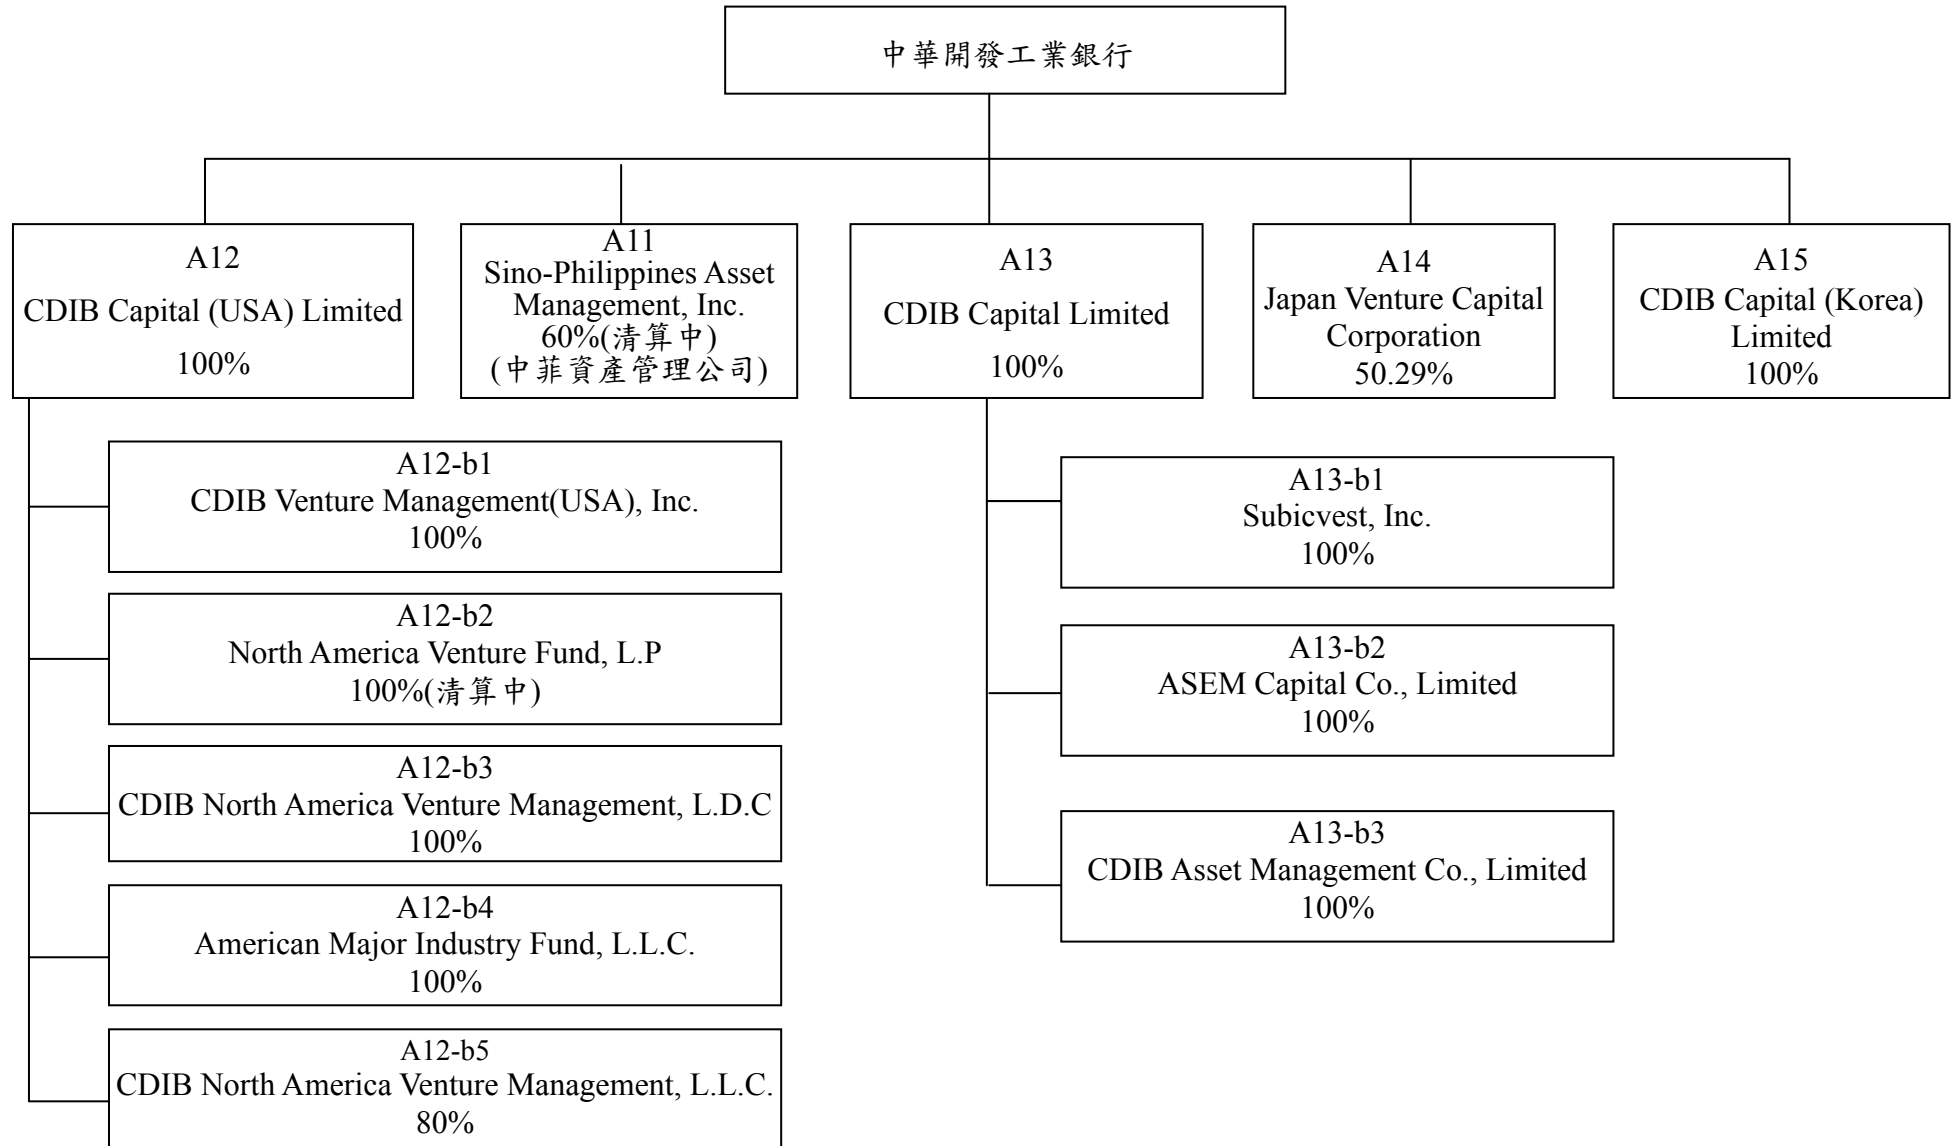 中華開發工業銀行
A12
CDIB Capital (USA) Limited
100%
A11
Sino-Philippines Asset
Management, Inc.
60%(清算中)
(中菲資產管理公司)
A13
CDIB Capital Limited
100%
A14
Japan Venture Capital
Corporation
50.29%
A15
CDIB Capital (Korea)
Limited
100%
A12-b1
CDIB Venture Management(USA), Inc.
100%
A12-b2
North America Venture Fund, L.P
100%(清算中)
A12-b3
CDIB North America Venture Management, L.D.C
100%
A12-b4
American Major Industry Fund, L.L.C.
100%
A12-b5
CDIB North America Venture Management, L.L.C.
80%
A13-b1
Subicvest, Inc.
100%
A13-b2
ASEM Capital Co., Limited
100%
A13-b3
CDIB Asset Management Co., Limited
100%